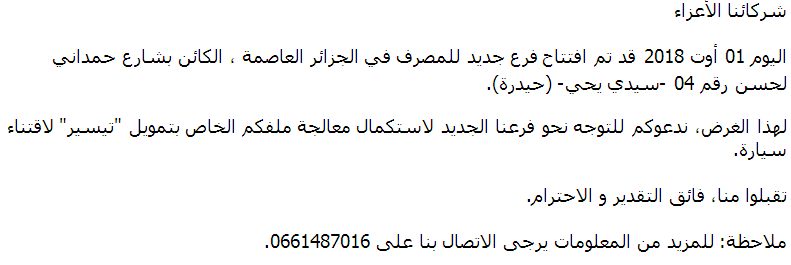 شركائنا الأعزاء
اليوم 01 أوت 2018 قد تم افتتاح فرع جديد للمصرف في الجزائر العاصمة ، الكائن بشارع حمداني
لحسن رقم 04 -سيدي يحي- (حيدرة).
لهذا الغرض، ندعوكم للتوجه نحو فرعنا الجديد لاستكمال معالجة ملفكم الخاص بتمويل "تيسير" لاقتناء
سيارة.
تقبلوا منا، فائق التقدير و الاحترام.
ملاحظة: للمزيد من المعلومات يرجى الاتصال بنا على 0661487016.